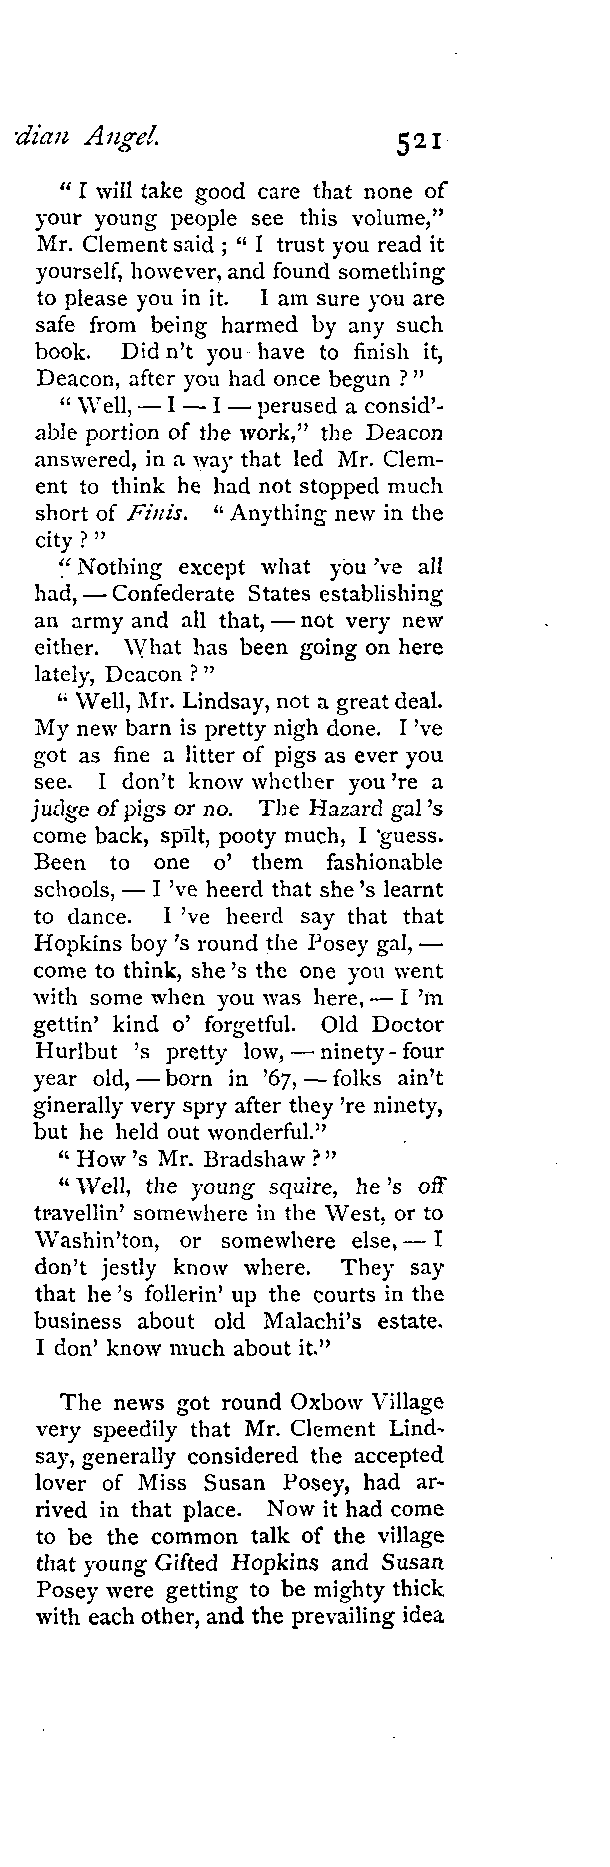 dian Angel. 521
“ I will take good care that none of
your young people see this volume,”
Mr. Clement said ; “ I trust you read it
yourself, however, and found something
to please you in it. I am sure you are
safe from being harmed by any such
book. Did n’t you have to finish it,
Deacon, after you had once begun ? ”
“ Well, — I — I — perused a consid’-
able portion of the work,” the Deacon
answered, in a way that led Mr. Clem-
ent to think he had not stopped much
short of Finis. “ Anything new in the
city ? ”
“ Nothing except what you ’ve all
had, — Confederate States establishing
an army and all that, — not very new
either. What has been going on here
lately, Deacon ? ”
“ Well, Mr. Lindsay, not a great deal.
My new barn is pretty nigh done. I ’ve
got as fine a litter of pigs as ever you
see. I don’t know whether you ’re a
judge of pigs or no. The Hazard gal ’s
come back, spilt, pooty much, I guess.
Been to one o’ them fashionable
schools, — I ’ve heerd that she ’s learnt
to dance. I ’ve heerd say that that
Hopkins boy ’s round the Posey gal, —
come to think, she ’s the one you went
with some when you was here, — I ’m
gettin’ kind o’ forgetful. Old Doctor
Hurlbut ’s pretty low, — ninety-four
year old, — born in ’67, — folks ain’t
ginerally very spry after they ’re ninety,
but he held out wonderful.”
“ How ’s Mr. Bradshaw ? ”
“ Well, the young squire, he ’s off
travellin’ somewhere in the West, or to
Washin’ton, or somewhere else, — I
don’t jestly know where. They say
that he ’s follerin’ up the courts in the
business about old Malachi’s estate.
I don’ know much about it.”
The news got round Oxbow Village
very speedily that Mr. Clement Lind-
say, generally considered the accepted
lover of Miss Susan Posey, had ar-
rived in that place. Now it had come
to be the common talk of the village
that young Gifted Hopkins and Susan
Posey were getting to be mighty thick
with each other, and the prevailing idea